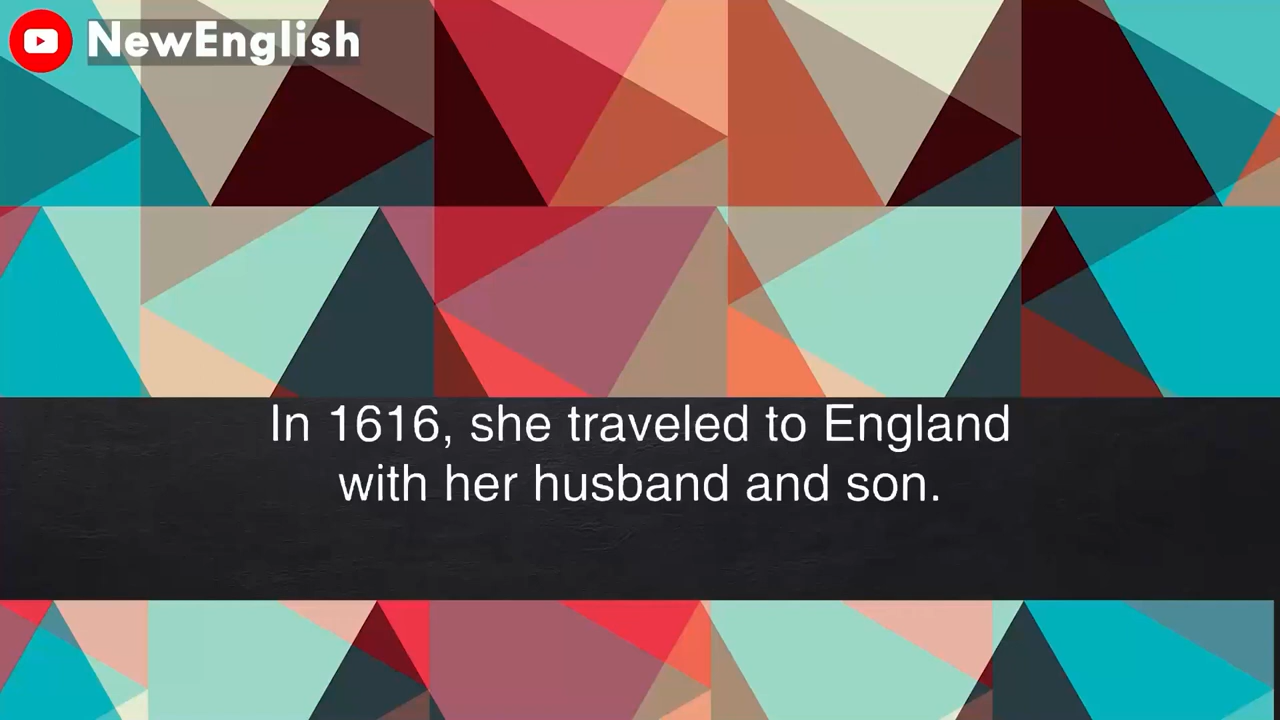 NewEnglish
In 1616, she traveled to England
with her husband and son.